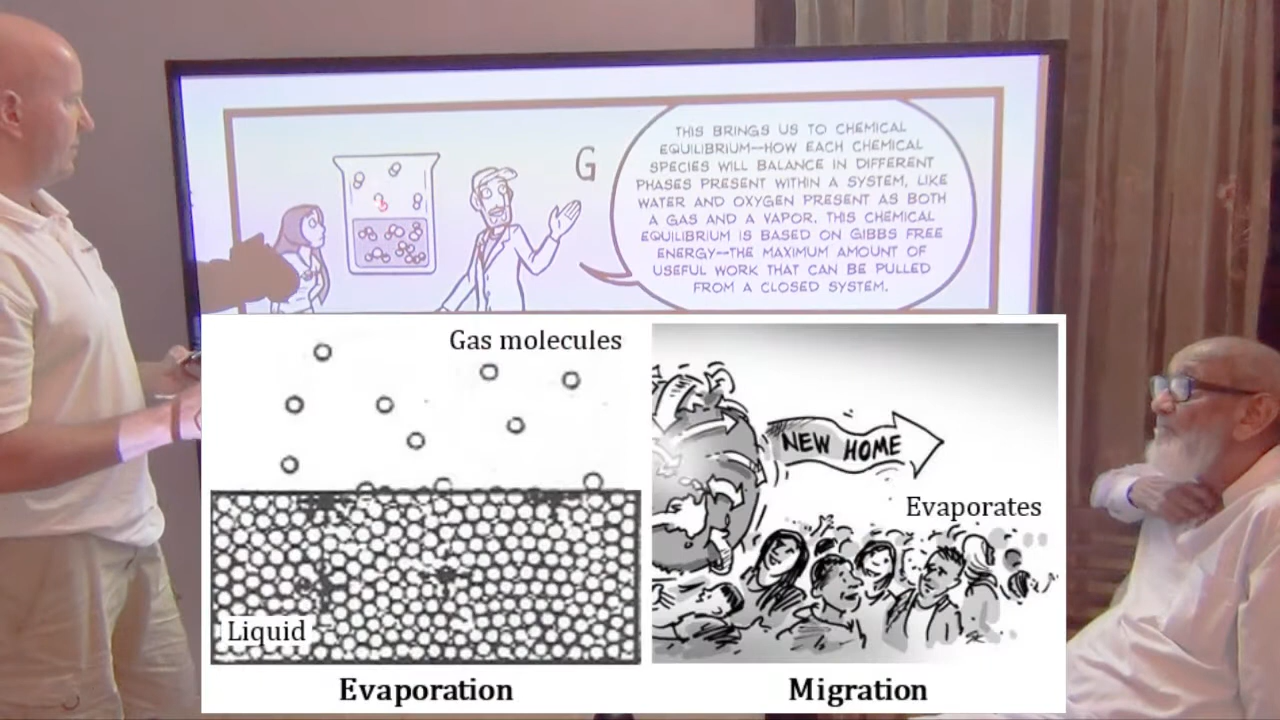 G
THIS BRINGS US TO CHEMICAL
EQUILIBRIUM—HOW EACH CHEMICAL
SPECIES WILL BALANCE IN DIFFERENT
PHASES PRESENT WITHIN A SYSTEM, LIKE
WATER AND OXYGEN PRESENT AS BOTH
A GAS AND A VAPOR. THIS CHEMICAL
EQUILIBRIUM IS BASED ON GIBBS FREE
ENERGY—THE MAXIMUM AMOUNT OF
USEFUL WORK THAT CAN BE PULLED
FROM A CLOSED SYSTEM.
Gas molecules
Liquid
Evaporation
NEW HOME
Evaporates
Migration